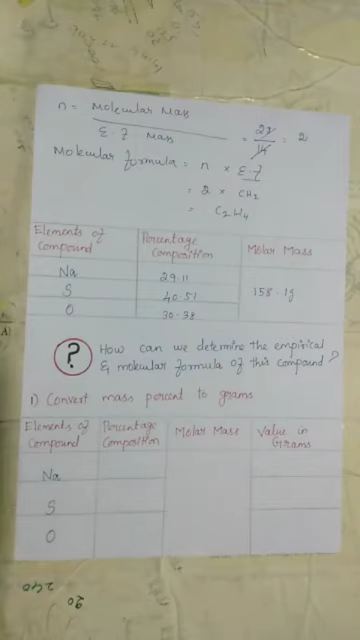 n = Molecular Mass
E.F. Mass
= 28
14
= 2
Molecular formula = n × E.F
= 2 × CH2
= C2H4
Elements of Compound Percentage Composition Molar Mass
Na 29.11
S 40.51 158.1g
O 30.38
? How can we determine the empirical
& molecular formula of this compound?
1) Convert mass percent to grams
Elements of Compound Percentage Composition Molar Mass Value in Grams
Na
S
O
240
20